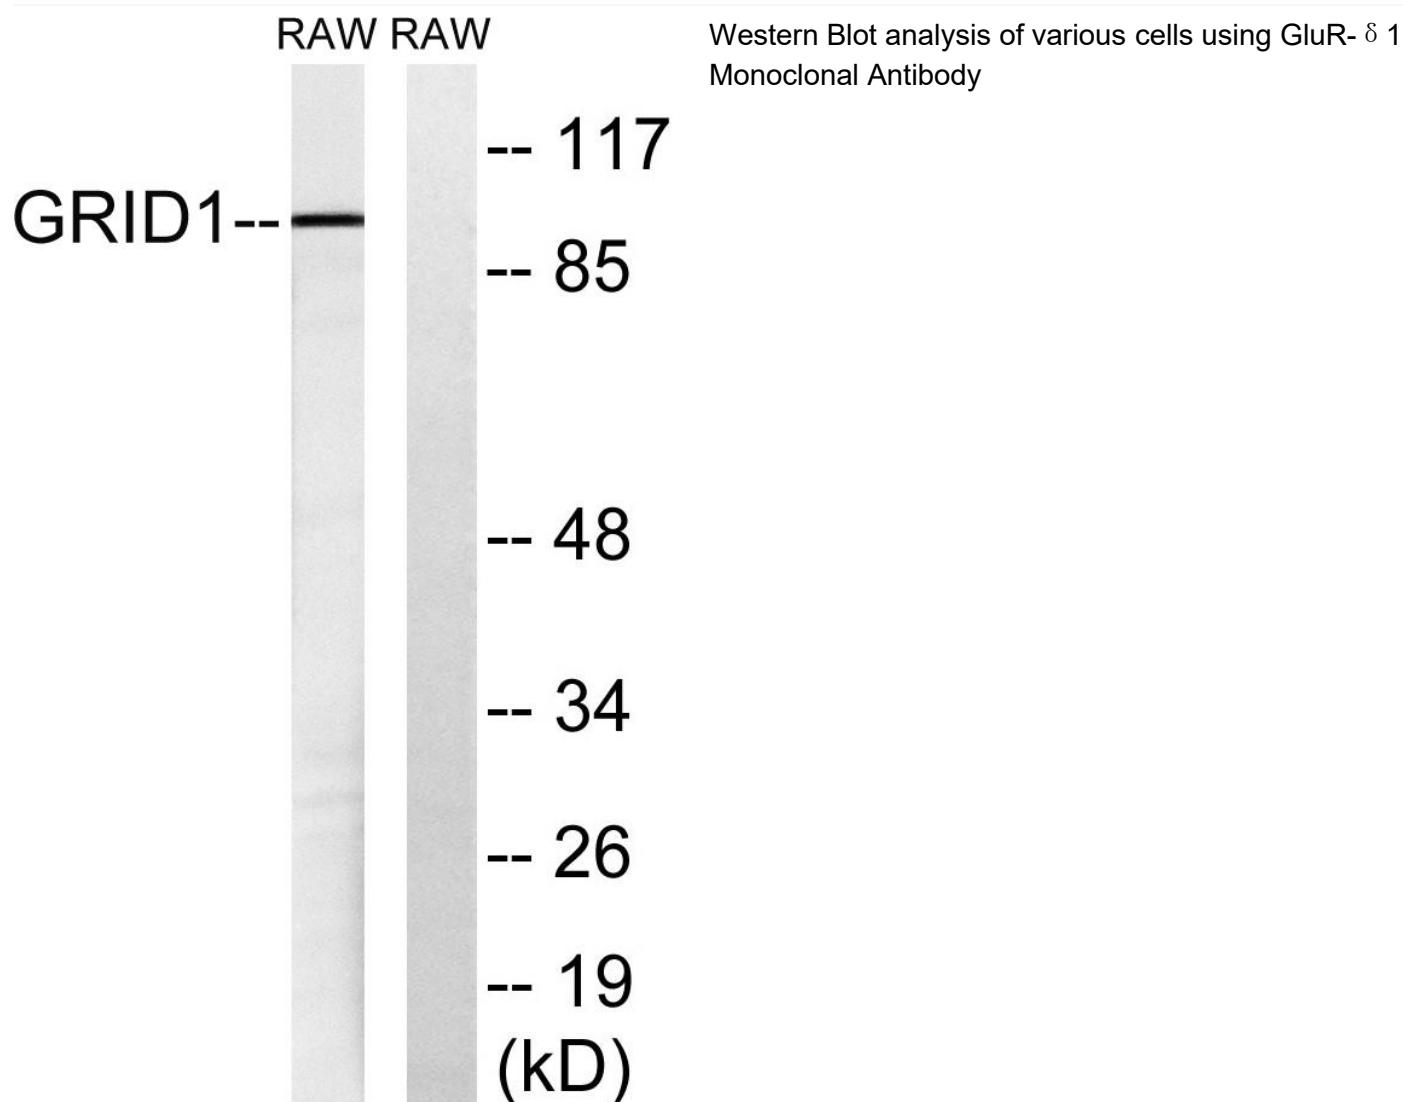 RAW RAW
Western Blot analysis of various cells using GluR- δ 1
Monoclonal Antibody
-- 117
GRID1--
-- 85
-- 48
-- 34
-- 26
-- 19
(kD)